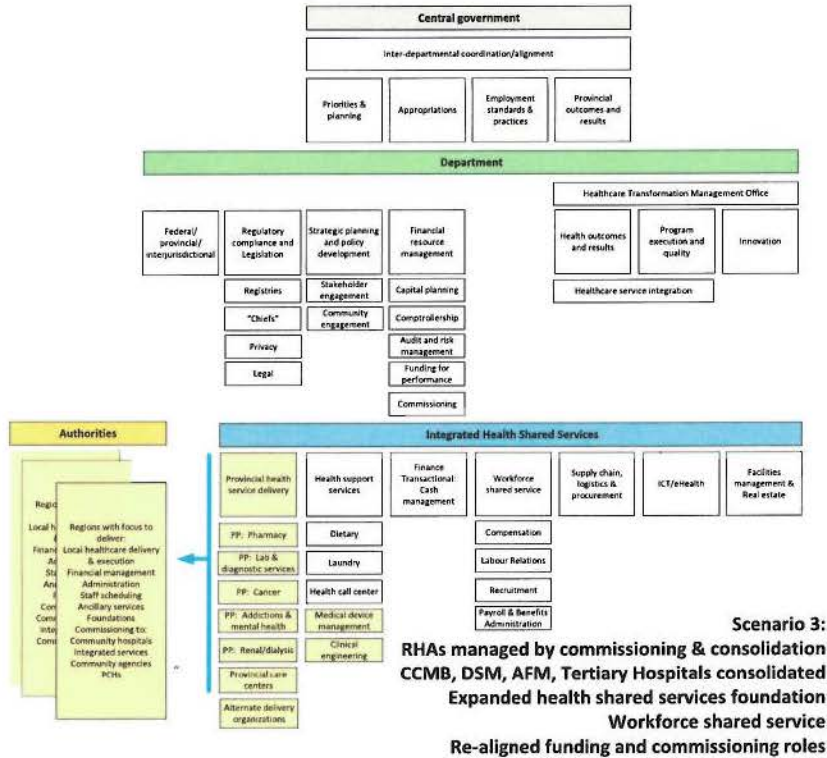 Central government
Inter-departmental coordination/alignment
Priorities &
planning
Appropriations
Employment
standards &
practices
Provincial
outcomes and
results
Department
Healthcare Transformation Management Office
Federal/
provincial/
interjurisdictional
Regulatory
compliance and
Legislation
Strategic planning
and policy
development
Financial
resource
management
Health outcomes
and results
Program
execution and
quality
Innovation
Registries
"Chiefs"
Privacy
Legal
Stakeholder
engagement
Community
engagement
Capital planning
Comptrollership
Audit and risk
management
Funding for
performance
Commissioning
Healthcare service integration
Authorities
Regions with focus to
deliver:
Local healthcare delivery
& execution
Financial management
Administration
Staff scheduling
Ancillary services
Foundations
Commissioning to:
Community hospitals
Integrated services
Community agencies
PCHs
Integrated Health Shared Services
Provincial health
service delivery
Health support
services
Finance
Transactional:
Cash
management
Workforce
shared service
Supply chain,
logistics &
procurement
ICT/eHealth
Facilities
management &
Real estate
PP: Pharmacy
PP: Lab &
diagnostic services
PP: Cancer
PP: Addictions &
mental health
PP: Renal/dialysis
Provincial care
centers
Alternate delivery
organizations
Dietary
Laundry
Health call center
Medical device
management
Clinical
engineering
Compensation
Labour Relations
Recruitment
Payroll & Benefits
Administration
Scenario 3:
RHAs managed by commissioning & consolidation
CCMB, DSM, AFM, Tertiary Hospitals consolidated
Expanded health shared services foundation
Workforce shared service
Re-aligned funding and commissioning roles